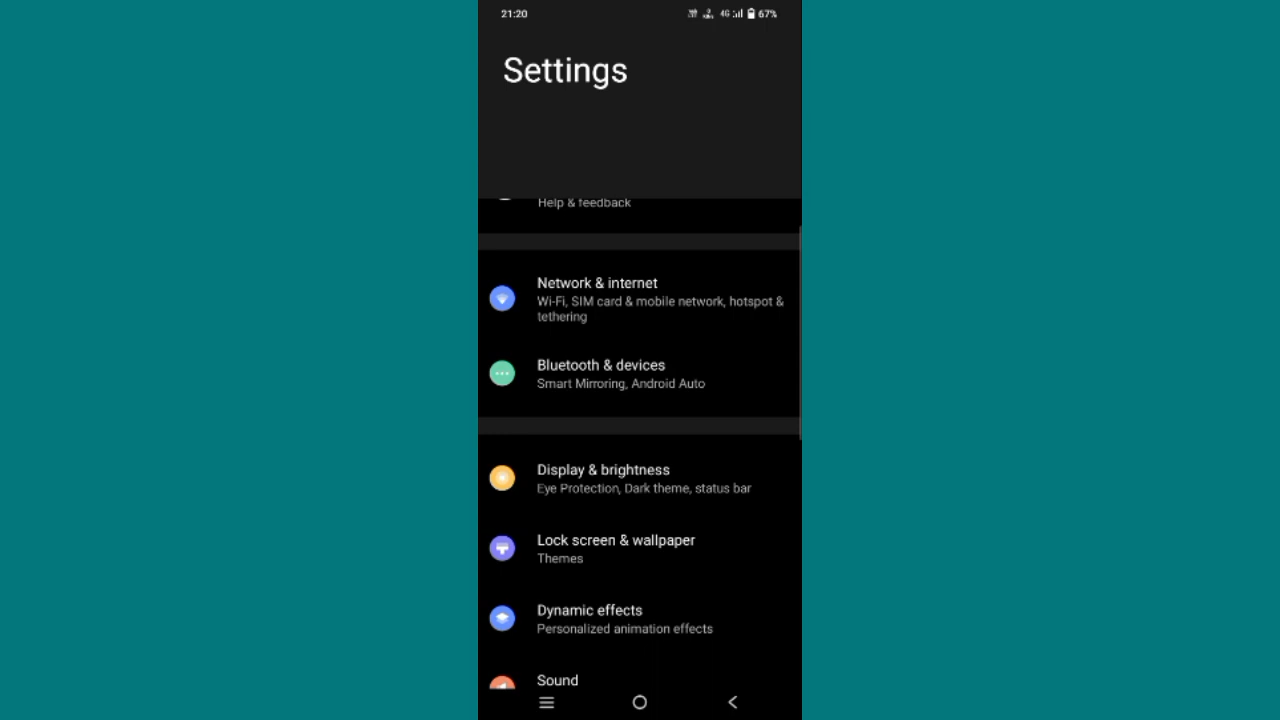 21:20
4G 67%
Settings
Help & feedback
Network & internet
Wi-Fi, SIM card & mobile network, hotspot &
tethering
Bluetooth & devices
Smart Mirroring, Android Auto
Display & brightness
Eye Protection, Dark theme, status bar
Lock screen & wallpaper
Themes
Dynamic effects
Personalized animation effects
Sound